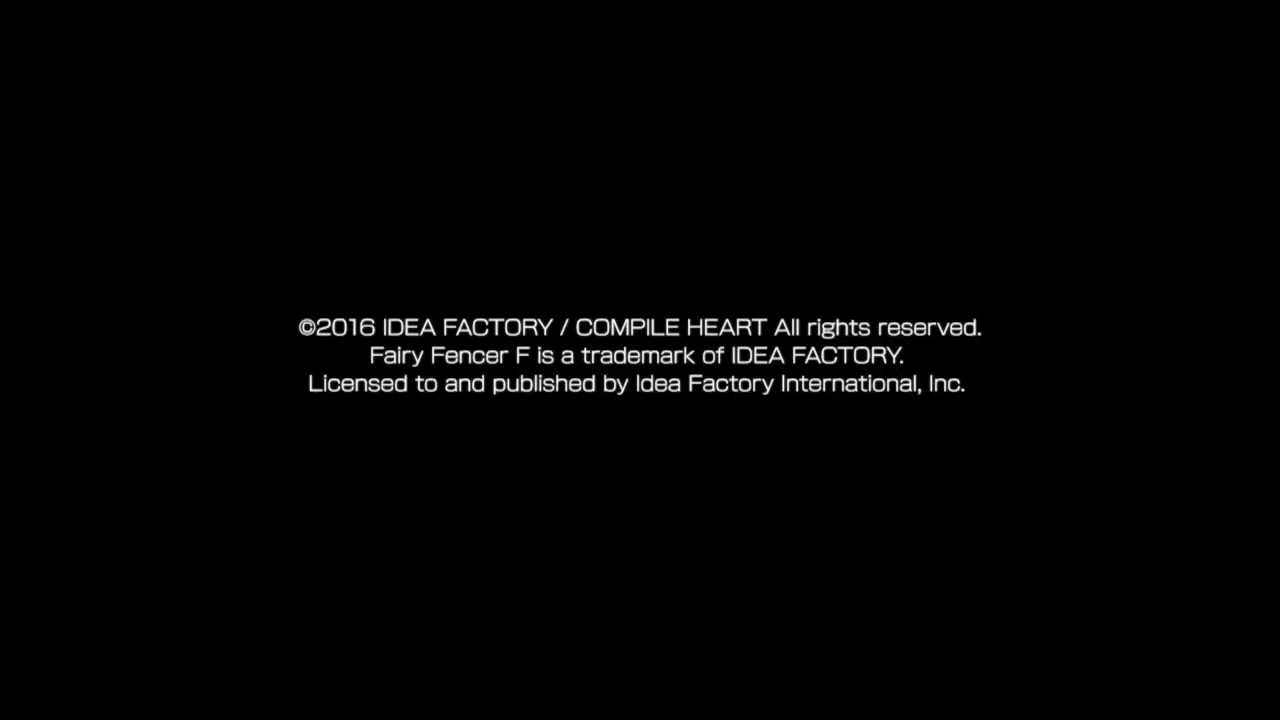 ©2016 IDEA FACTORY / COMPILE HEART All rights reserved.
Fairy Fencer F is a trademark of IDEA FACTORY.
Licensed to and published by Idea Factory International, Inc.